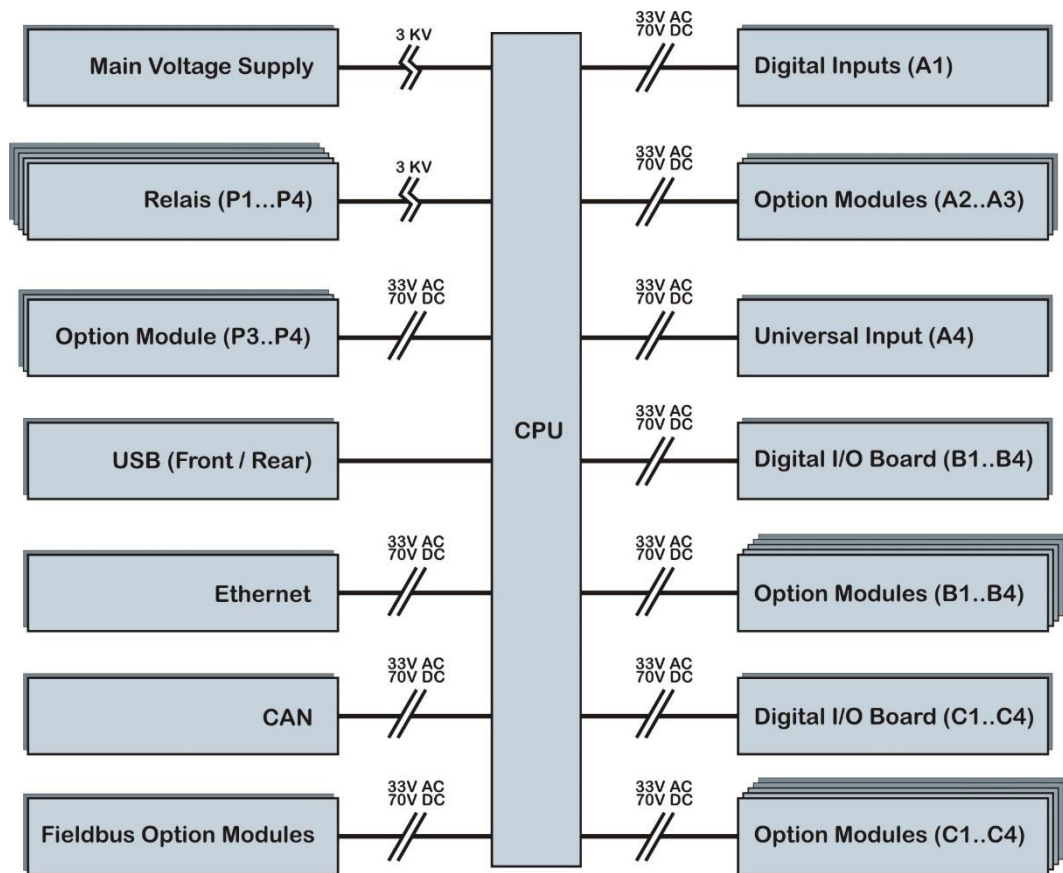 3 KV
Main Voltage Supply
3 KV
Relais (P1...P4)
33V AC
70V DC
Option Module (P3..P4)
USB (Front / Rear)
33V AC
70V DC
Ethernet
33V AC
70V DC
CAN
33V AC
70V DC
Fieldbus Option Modules
CPU
33V AC
70V DC
Digital Inputs (A1)
33V AC
70V DC
Option Modules (A2..A3)
33V AC
70V DC
Universal Input (A4)
33V AC
70V DC
Digital I/O Board (B1..B4)
33V AC
70V DC
Option Modules (B1..B4)
33V AC
70V DC
Digital I/O Board (C1..C4)
33V AC
70V DC
Option Modules (C1..C4)